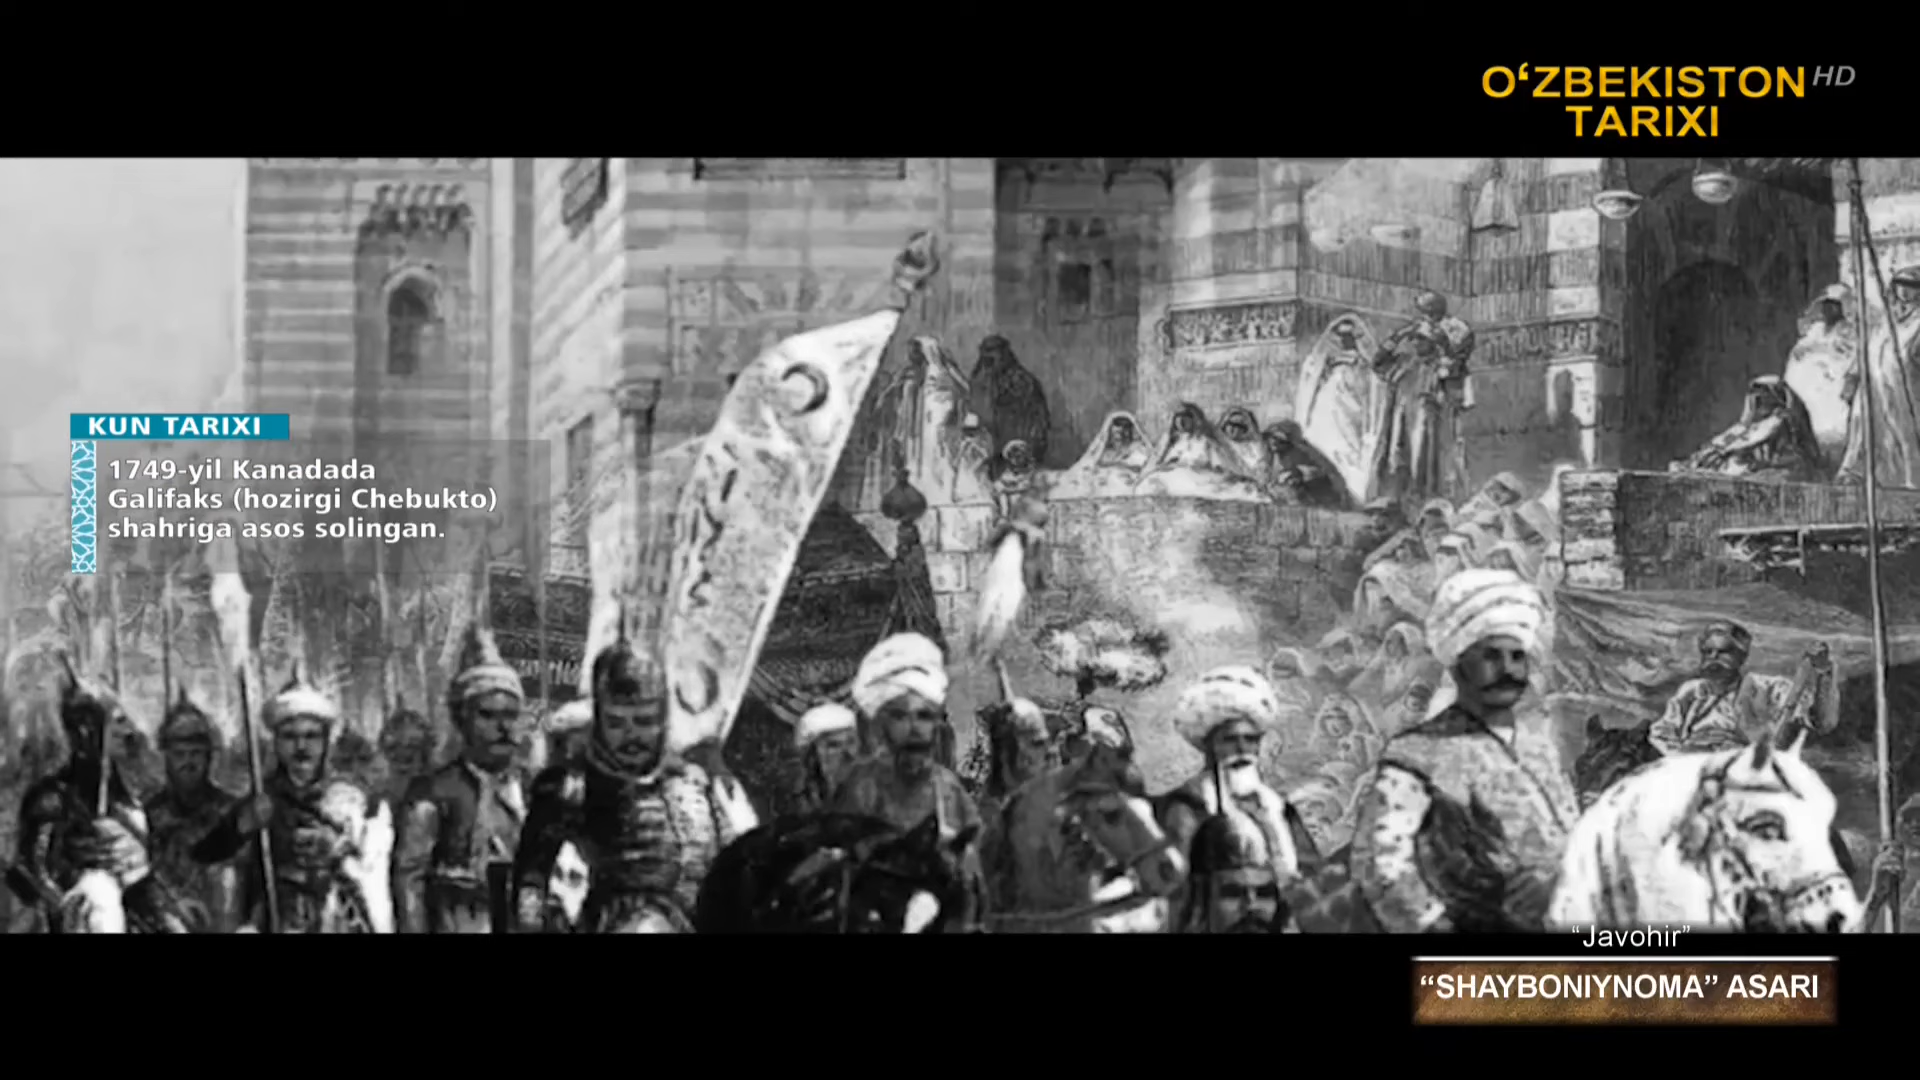 O‘ZBEKISTON HD
TARIXI
KUN TARIXI
1749-yil Kanadada
Galifaks (hozirgi Chebukto)
shahriga asos solingan.
“Javohir”
“SHAYBONIYNOMA” ASARI